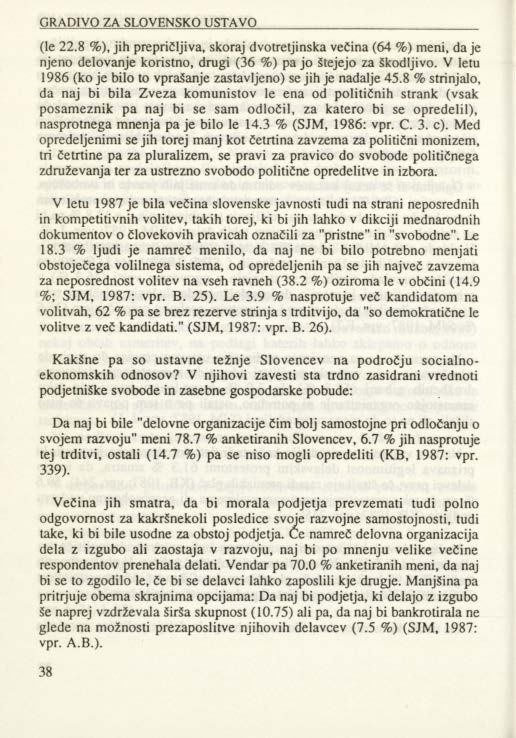 GRADIVO ZA SLOVENSKO USTAVO
(le 22.8 %), jih prepričljiva, skoraj dvotretjinska večina (64 %) meni, da je
njeno delovanje koristno, drugi (36 %) pa jo štejejo za škodljivo. V letu
1986 (ko je bilo to vprašanje zastavljeno) se jih je nadalje 45.8 % strinjalo,
da naj bi bila Zveza komunistov le ena od političnih strank (vsak
posameznik pa naj bi se sam odločil, za katero bi se opredelil),
nasprotnega mnenja pa je bilo le 14.3 % (SJM, 1986: vpr. C. 3. c). Med
opredeljenimi se jih torej manj kot četrtina zavzema za politični monizem,
tri četrtine pa za pluralizem, se pravi za pravico do svobode političnega
združevanja ter za ustrezno svobodo politične opredelitve in izbora.
V letu 1987 je bila večina slovenske javnosti tudi na strani neposrednih
in kompetitivnih volitev, takih torej, ki bi jih lahko v dikciji mednarodnih
dokumentov o človekovih pravicah označili za "pristne" in "svobodne". Le
18.3 % ljudi je namreč menilo, da naj ne bi bilo potrebno menjati
obstoječega volilnega sistema, od opredeljenih pa se jih največ zavzema
za neposrednost volitev na vseh ravneh (38.2 %) oziroma le v občini (14.9
%; SJM, 1987: vpr. B. 25). Le 3.9 % nasprotuje več kandidatom na
volitvah, 62 % pa se brez rezerve strinja s trditvijo, da "so demokratične le
volitve z več kandidati." (SJM, 1987: vpr. B. 26).
Kakšne pa so ustavne težnje Slovencev na področju socialno-
ekonomskih odnosov? V njihovi zavesti sta trdno zasidrani vrednoti
podjetniške svobode in zasebne gospodarske pobude:
Da naj bi bile "delovne organizacije čim bolj samostojne pri odločanju o
svojem razvoju" meni 78.7 % anketiranih Slovencev, 6.7 % jih nasprotuje
tej trditvi, ostali (14.7 %) pa se niso mogli opredeliti (KB, 1987: vpr.
339).
Večina jih smatra, da bi morala podjetja prevzemati tudi polno
odgovornost za kakršnekoli posledice svoje razvojne samostojnosti, tudi
take, ki bi bile usodne za obstoj podjetja. Če namreč delovna organizacija
dela z izgubo ali zaostaja v razvoju, naj bi po mnenju velike večine
respondentov prenehala delati. Vendar pa 70.0 % anketiranih meni, da naj
bi se to zgodilo le, če bi se delavci lahko zaposlili kje drugje. Manjšina pa
pritrjuje obema skrajnima opcijama: Da naj bi podjetja, ki delajo z izgubo
še naprej vzdrževala širša skupnost (10.75) ali pa, da naj bi bankrotirala ne
glede na možnosti prezaposlitve njihovih delavcev (7.5 %) (SJM, 1987:
vpr. A.B.).
38